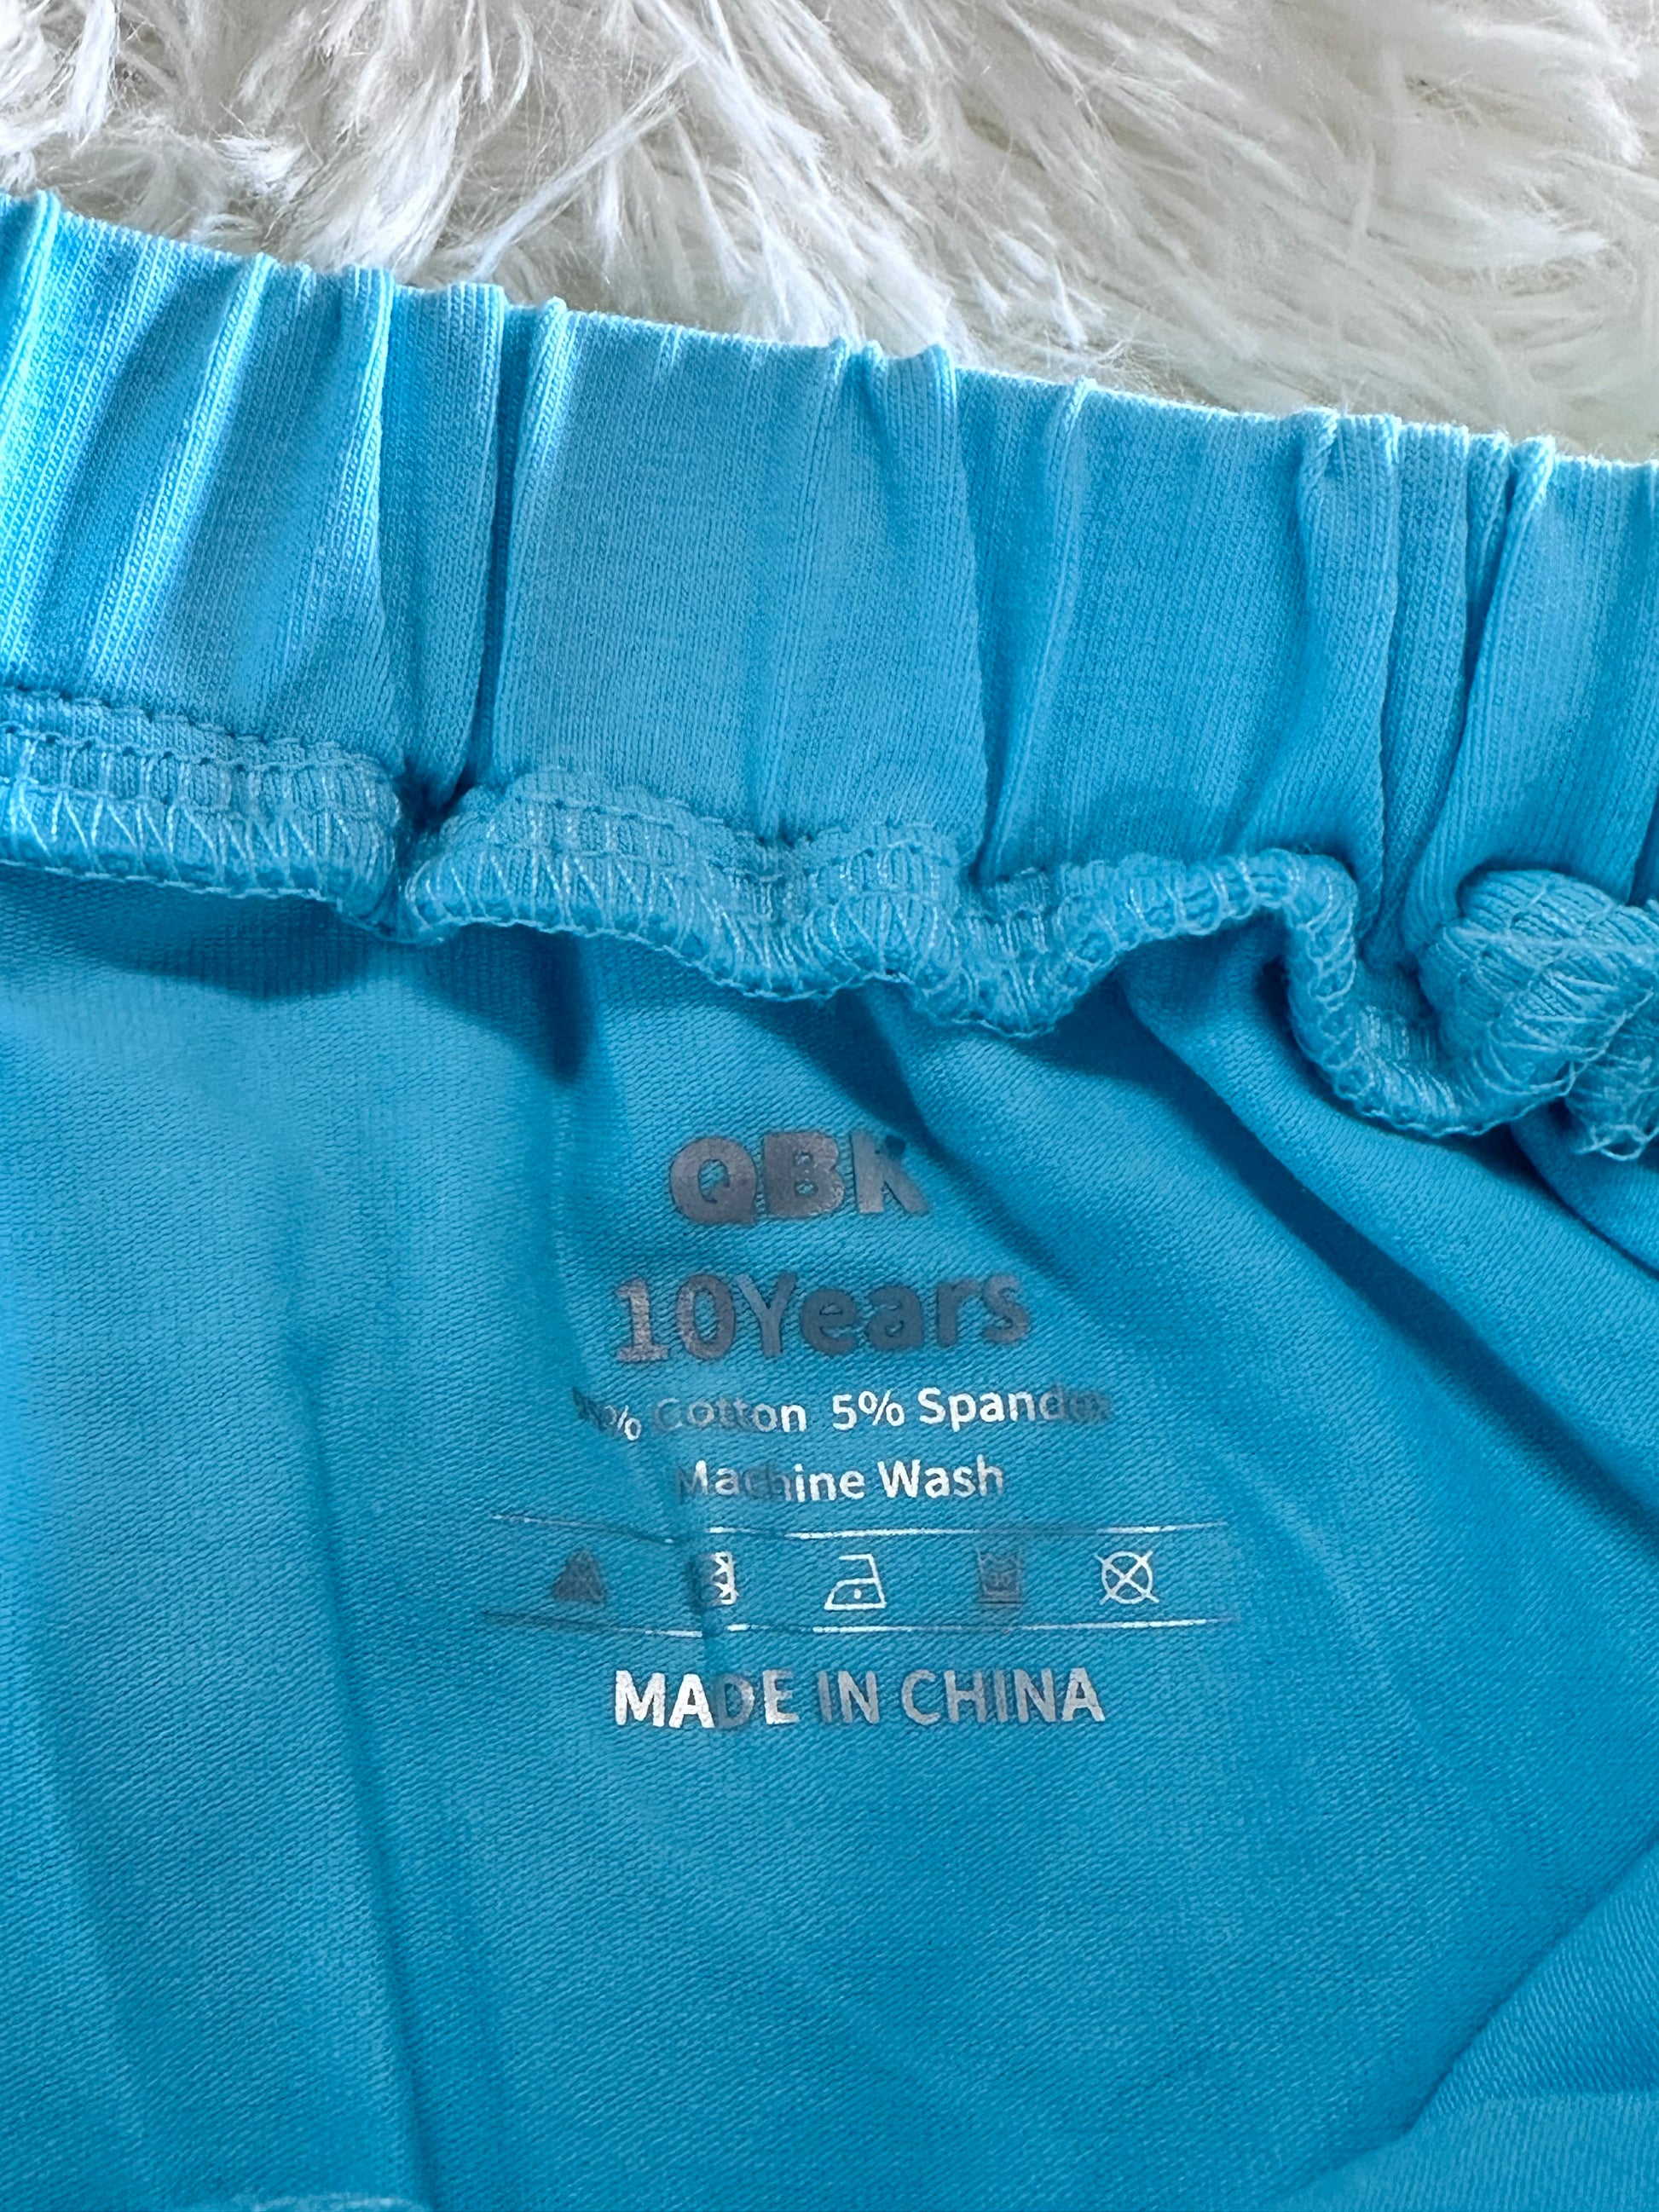 QBK
10Years
% Cotton 5% Spandex
Machine Wash
MADE IN CHINA